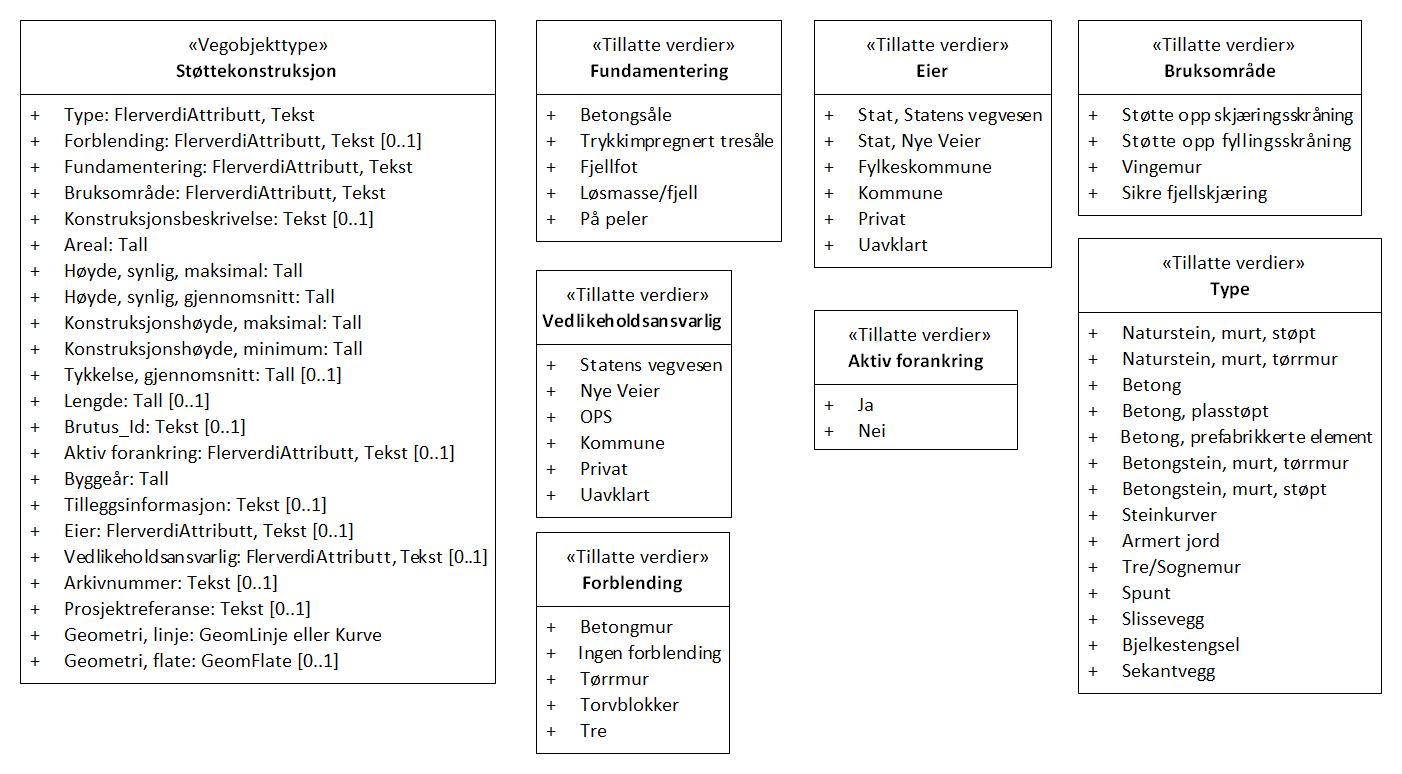 «Vegobjekttype»
Støttekonstruksjon
+ Type: FlerverdiAttributt, Tekst
+ Forblending: FlerverdiAttributt, Tekst [0..1]
+ Fundamentering: FlerverdiAttributt, Tekst
+ Bruksområde: FlerverdiAttributt, Tekst
+ Konstruksjonsbeskrivelse: Tekst [0..1]
+ Areal: Tall
+ Høyde, synlig, maksimal: Tall
+ Høyde, synlig, gjennomsnitt: Tall
+ Konstruksjonshøyde, maksimal: Tall
+ Konstruksjonshøyde, minimum: Tall
+ Tykkelse, gjennomsnitt: Tall [0..1]
+ Lengde: Tall [0..1]
+ Brutus_Id: Tekst [0..1]
+ Aktiv forankring: FlerverdiAttributt, Tekst [0..1]
+ Byggeår: Tall
+ Tilleggsinformasjon: Tekst [0..1]
+ Eier: FlerverdiAttributt, Tekst [0..1]
+ Vedlikeholdsansvarlig: FlerverdiAttributt, Tekst [0..1]
+ Arkivnummer: Tekst [0..1]
+ Prosjektreferanse: Tekst [0..1]
+ Geometri, linje: GeomLinje eller Kurve
+ Geometri, flate: GeomFlate [0..1]
«Tillatte verdier»
Fundamentering
+ Betongsåle
+ Trykkimpregnert tresåle
+ Fjellfot
+ Løsmasse/fjell
+ På peler
«Tillatte verdier»
Vedlikeholdsansvarlig
+ Statens vegvesen
+ Nye Veier
+ OPS
+ Kommune
+ Privat
+ Uavklart
«Tillatte verdier»
Forblending
+ Betongmur
+ Ingen forblending
+ Tørrmur
+ Torvblokker
+ Tre
«Tillatte verdier»
Eier
+ Stat, Statens vegvesen
+ Stat, Nye Veier
+ Fylkeskommune
+ Kommune
+ Privat
+ Uavklart
«Tillatte verdier»
Aktiv forankring
+ Ja
+ Nei
«Tillatte verdier»
Bruksområde
+ Støtte opp skjæringsskråning
+ Støtte opp fyllingsskråning
+ Vingemur
+ Sikre fjellskjæring
«Tillatte verdier»
Type
+ Naturstein, murt, støpt
+ Naturstein, murt, tørrmur
+ Betong
+ Betong, plasstøpt
+ Betong, prefabrikkerte element
+ Betongstein, murt, tørrmur
+ Betongstein, murt, støpt
+ Steinkurver
+ Armert jord
+ Tre/Sognemur
+ Spunt
+ Slissevegg
+ Bjelkestengsel
+ Sekantvegg